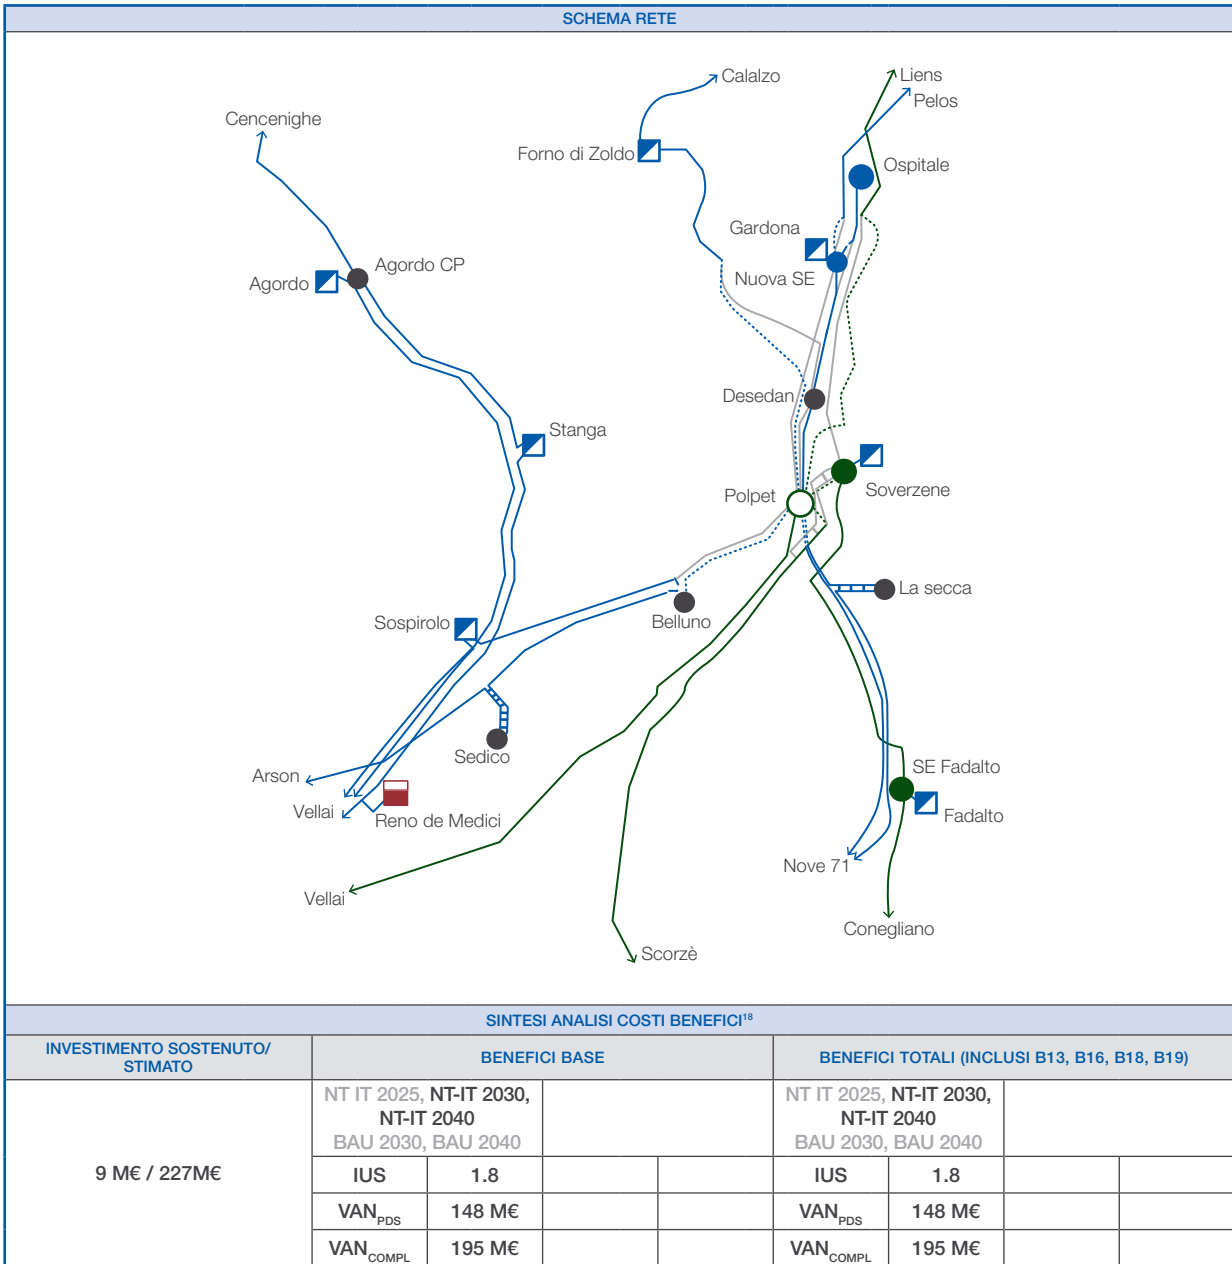 SCHEMA RETE
Calalzo
Liens
Pelos
Cencenighe
Forno di Zoldo
Ospitale
Gardona
Agordo CP
Agordo
Nuova SE
Desedan
Stanga
Polpet
Soverzene
La secca
Sospirolo
Belluno
Sedico
SE Fadalto
Arson
Vellai
Reno de Medici
Fadalto
Nove 71
Vellai
Conegliano
Scorzè
SINTESI ANALISI COSTI BENEFICI18
INVESTIMENTO SOSTENUTO/
STIMATO
BENEFICI BASE
BENEFICI TOTALI (INCLUSI B13, B16, B18, B19)
NT IT 2025, NT-IT 2030,
NT-IT 2040
BAU 2030, BAU 2040
NT IT 2025, NT-IT 2030,
NT-IT 2040
BAU 2030, BAU 2040
9 M€ / 227M€
IUS 1.8 IUS 1.8
VANPDS 148 M€ VANPDS 148 M€
VANCOMPL 195 M€ VANCOMPL 195 M€